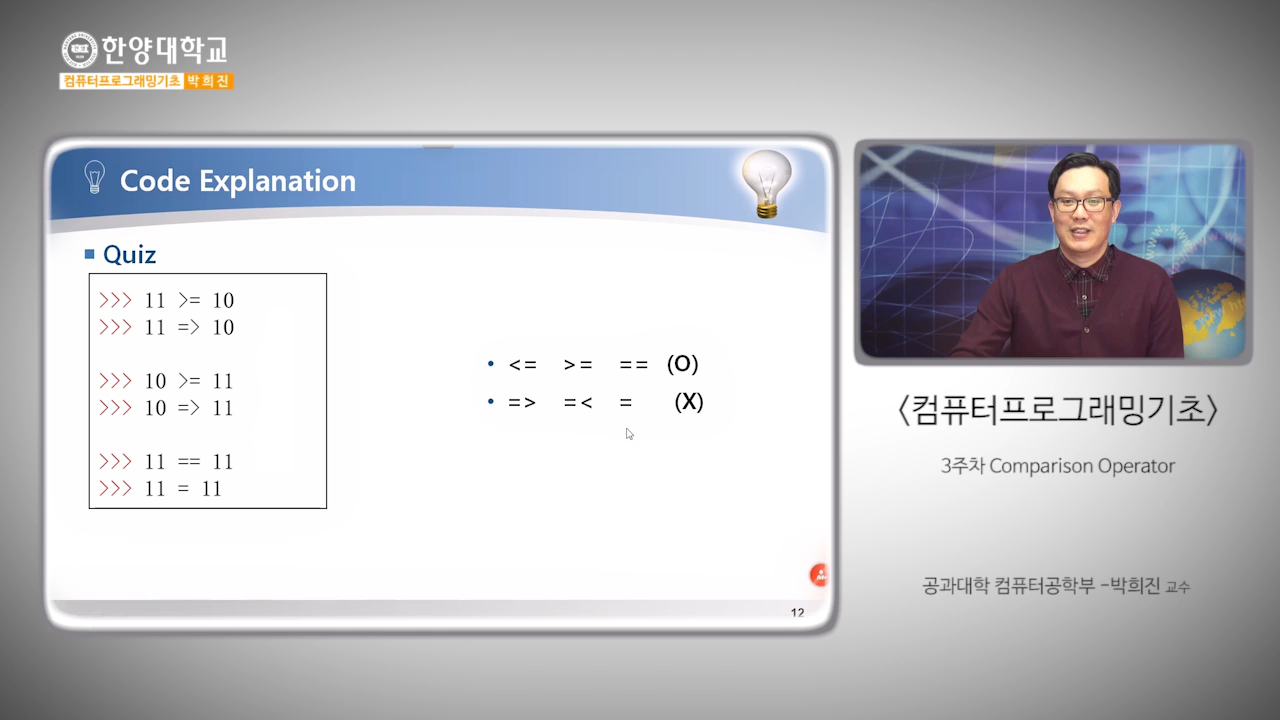 한양대학교
컴퓨터프로그래밍기초 박희진
Code Explanation
Quiz
>>> 11 >= 10
>>> 11 => 10
>>> 10 >= 11
>>> 10 => 11
>>> 11 == 11
>>> 11 = 11
• <= >= == (O)
• => =< = (X)
12
<컴퓨터프로그래밍기초>
3주차 Comparison Operator
공과대학 컴퓨터공학부 -박희진 교수